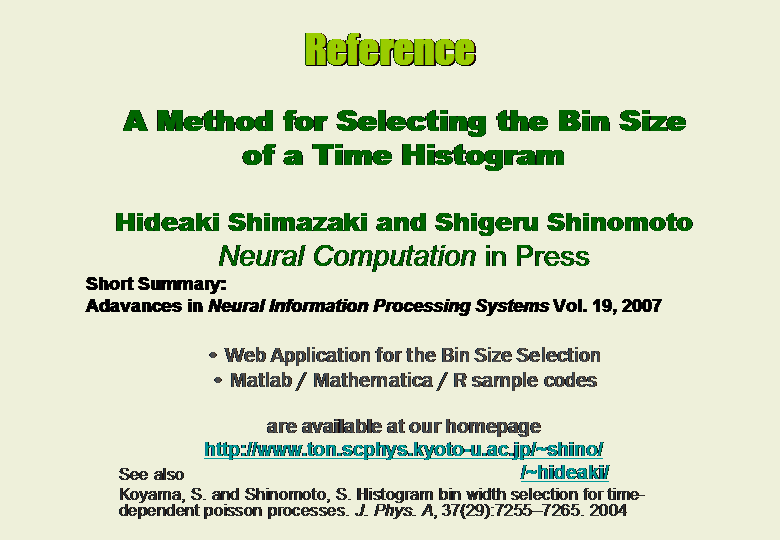 Reference
A Method for Selecting the Bin Size
of a Time Histogram
Hideaki Shimazaki and Shigeru Shinomoto
Neural Computation in Press
Short Summary:
Adavances in Neural Information Processing Systems Vol. 19, 2007
• Web Application for the Bin Size Selection
• Matlab / Mathematica / R sample codes
are available at our homepage
http://www.ton.scphys.kyoto-u.ac.jp/~shino/
/~hideaki/
See also
Koyama, S. and Shinomoto, S. Histogram bin width selection for time-
dependent poisson processes. J. Phys. A, 37(29):7255–7265. 2004